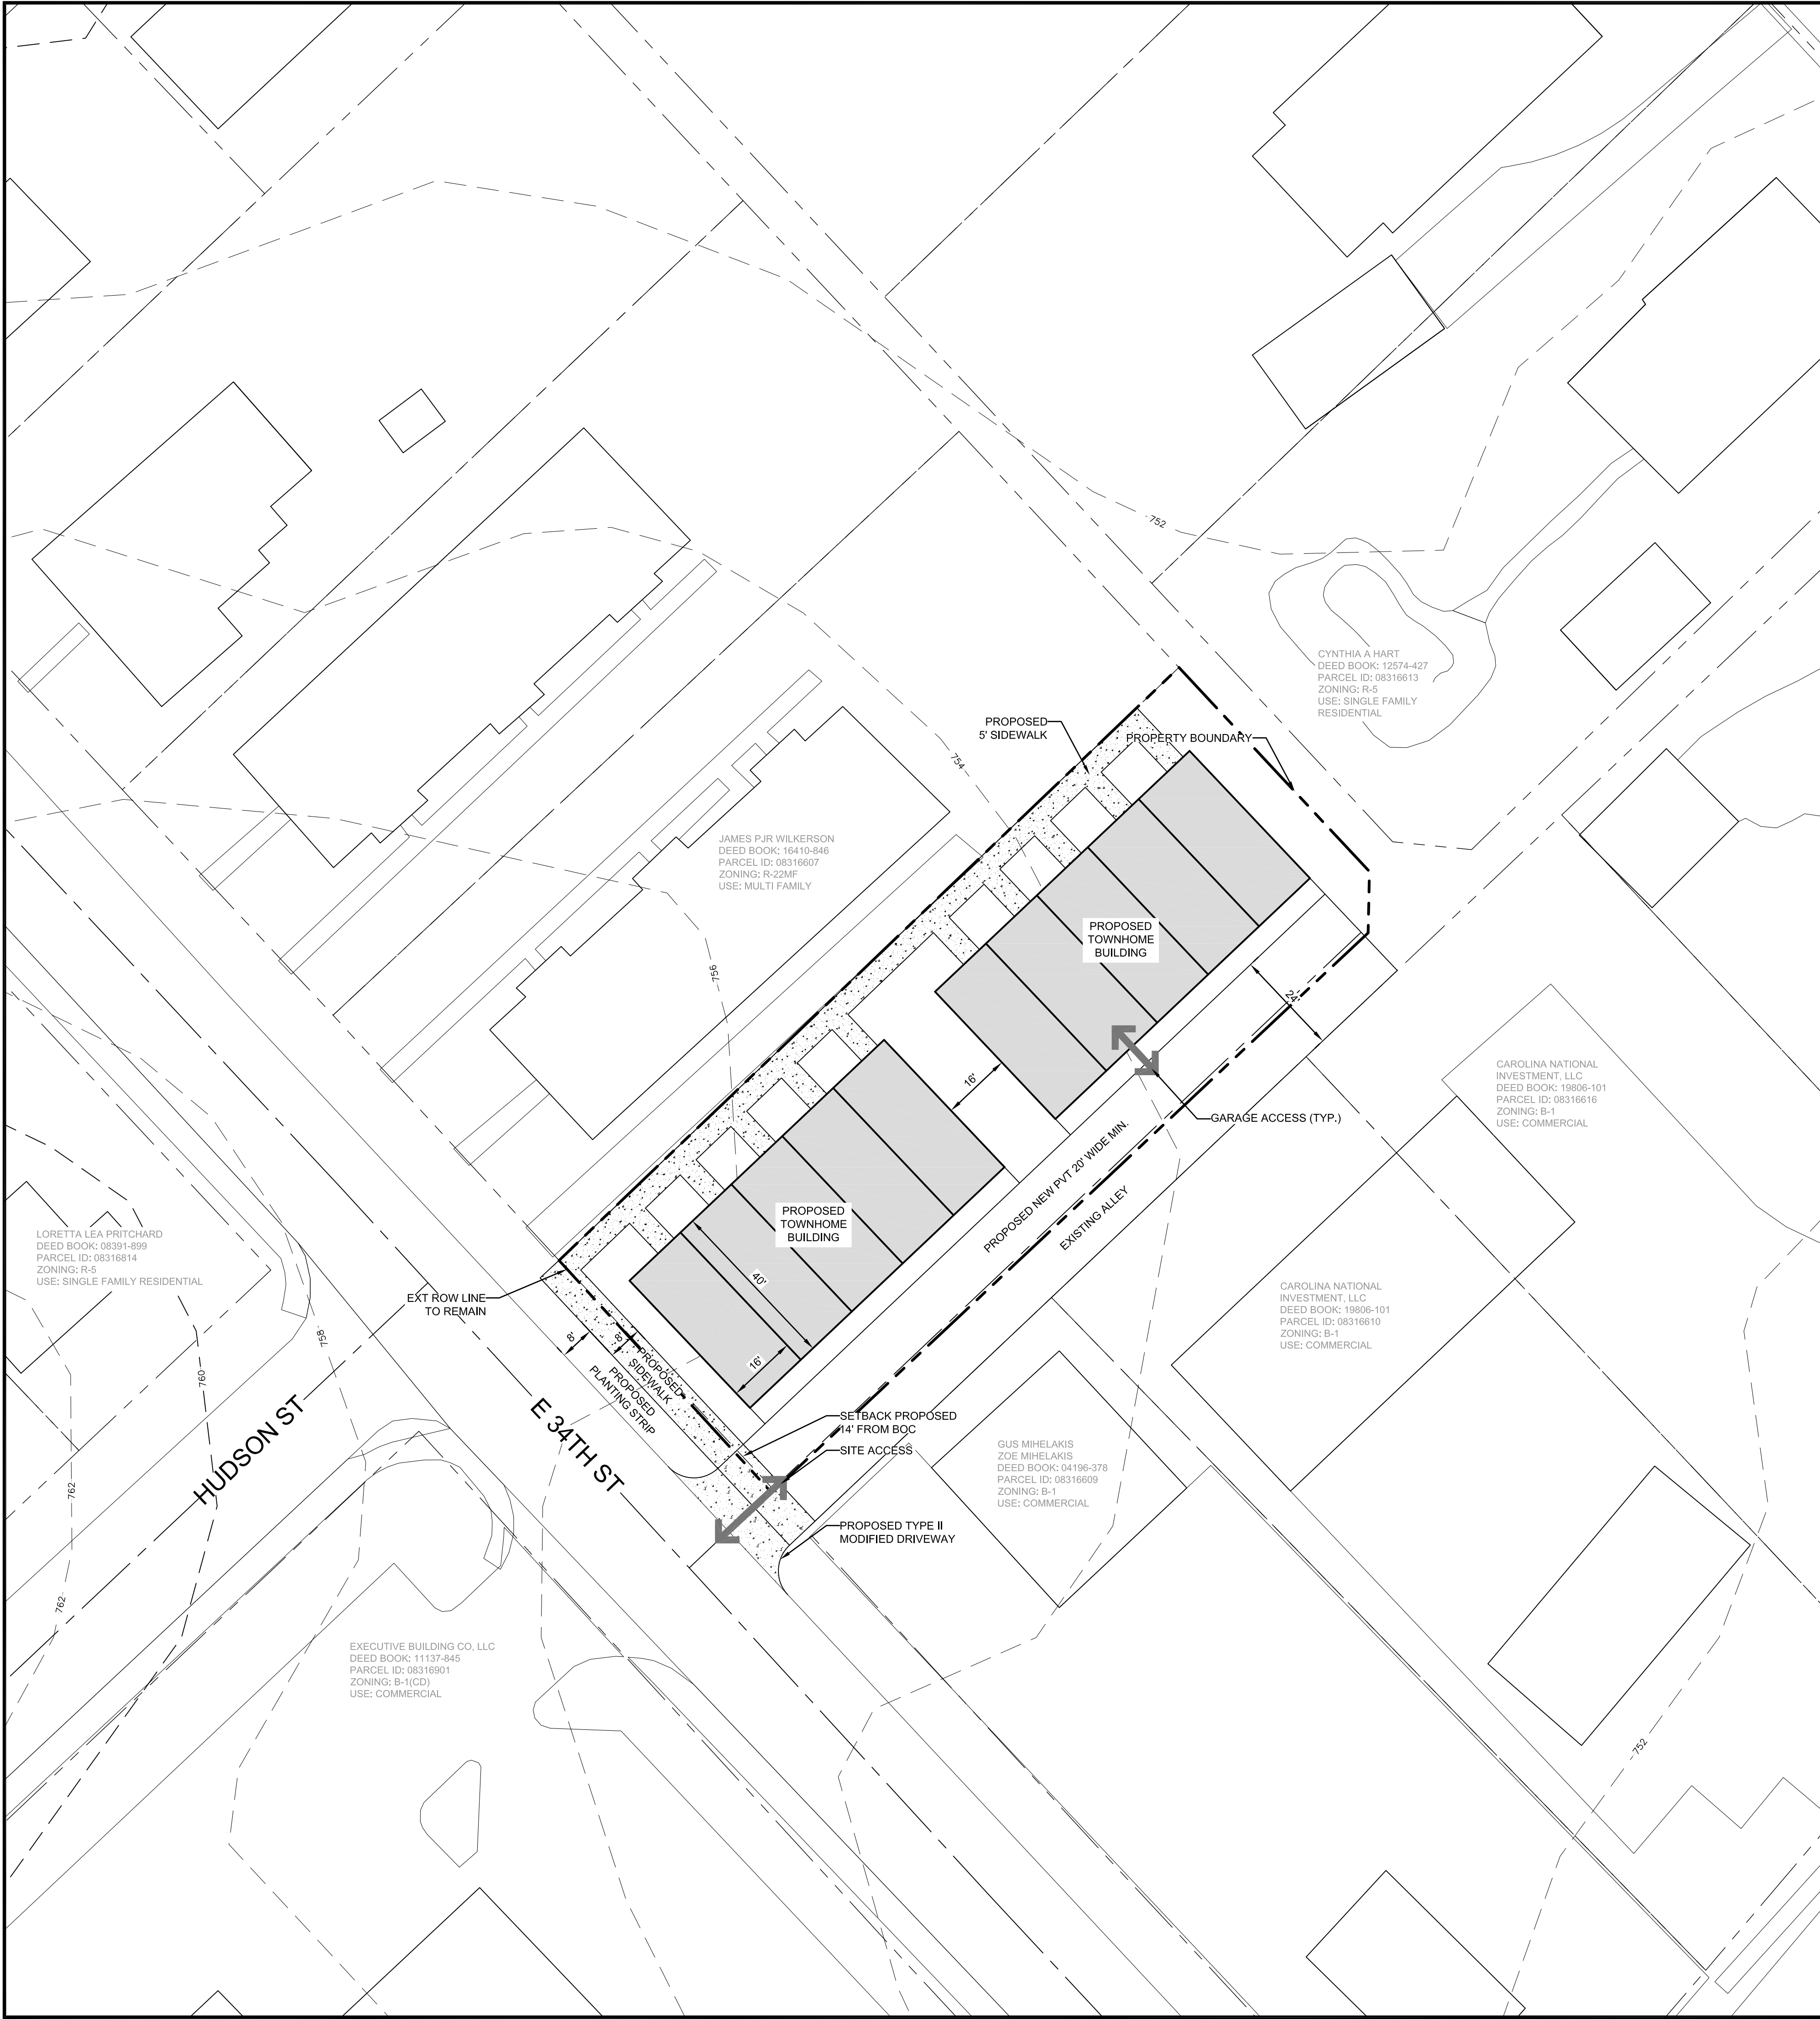 752
PROPOSED
5' SIDEWALK
PROPERTY BOUNDARY
CYNTHIA A HART
DEED BOOK: 12574-427
PARCEL ID: 08316613
ZONING: R-5
USE: SINGLE FAMILY
RESIDENTIAL
754
JAMES PJR WILKERSON
DEED BOOK: 16410-846
PARCEL ID: 08316607
ZONING: R-22MF
USE: MULTI FAMILY
756
PROPOSED
TOWNHOME
BUILDING
24'
16'
CAROLINA NATIONAL
INVESTMENT, LLC
DEED BOOK: 19806-101
PARCEL ID: 08316616
ZONING: B-1
USE: COMMERCIAL
GARAGE ACCESS (TYP.)
PROPOSED NEW PVT 20' WIDE MIN.
EXISTING ALLEY
PROPOSED
TOWNHOME
BUILDING
40'
16'
LORETTA LEA PRITCHARD
DEED BOOK: 08391-899
PARCEL ID: 08316814
ZONING: R-5
USE: SINGLE FAMILY RESIDENTIAL
EXT ROW LINE
TO REMAIN
CAROLINA NATIONAL
INVESTMENT, LLC
DEED BOOK: 19806-101
PARCEL ID: 08316610
ZONING: B-1
USE: COMMERCIAL
758
760
8'
8'
PROPOSED
SIDEWALK
PROPOSED
PLANTING STRIP
HUDSON ST
E 34TH ST
SETBACK PROPOSED
14' FROM BOC
SITE ACCESS
GUS MIHELAKIS
ZOE MIHELAKIS
DEED BOOK: 04196-378
PARCEL ID: 08316609
ZONING: B-1
USE: COMMERCIAL
762
PROPOSED TYPE II
MODIFIED DRIVEWAY
762
EXECUTIVE BUILDING CO, LLC
DEED BOOK: 11137-845
PARCEL ID: 08316901
ZONING: B-1(CD)
USE: COMMERCIAL
752